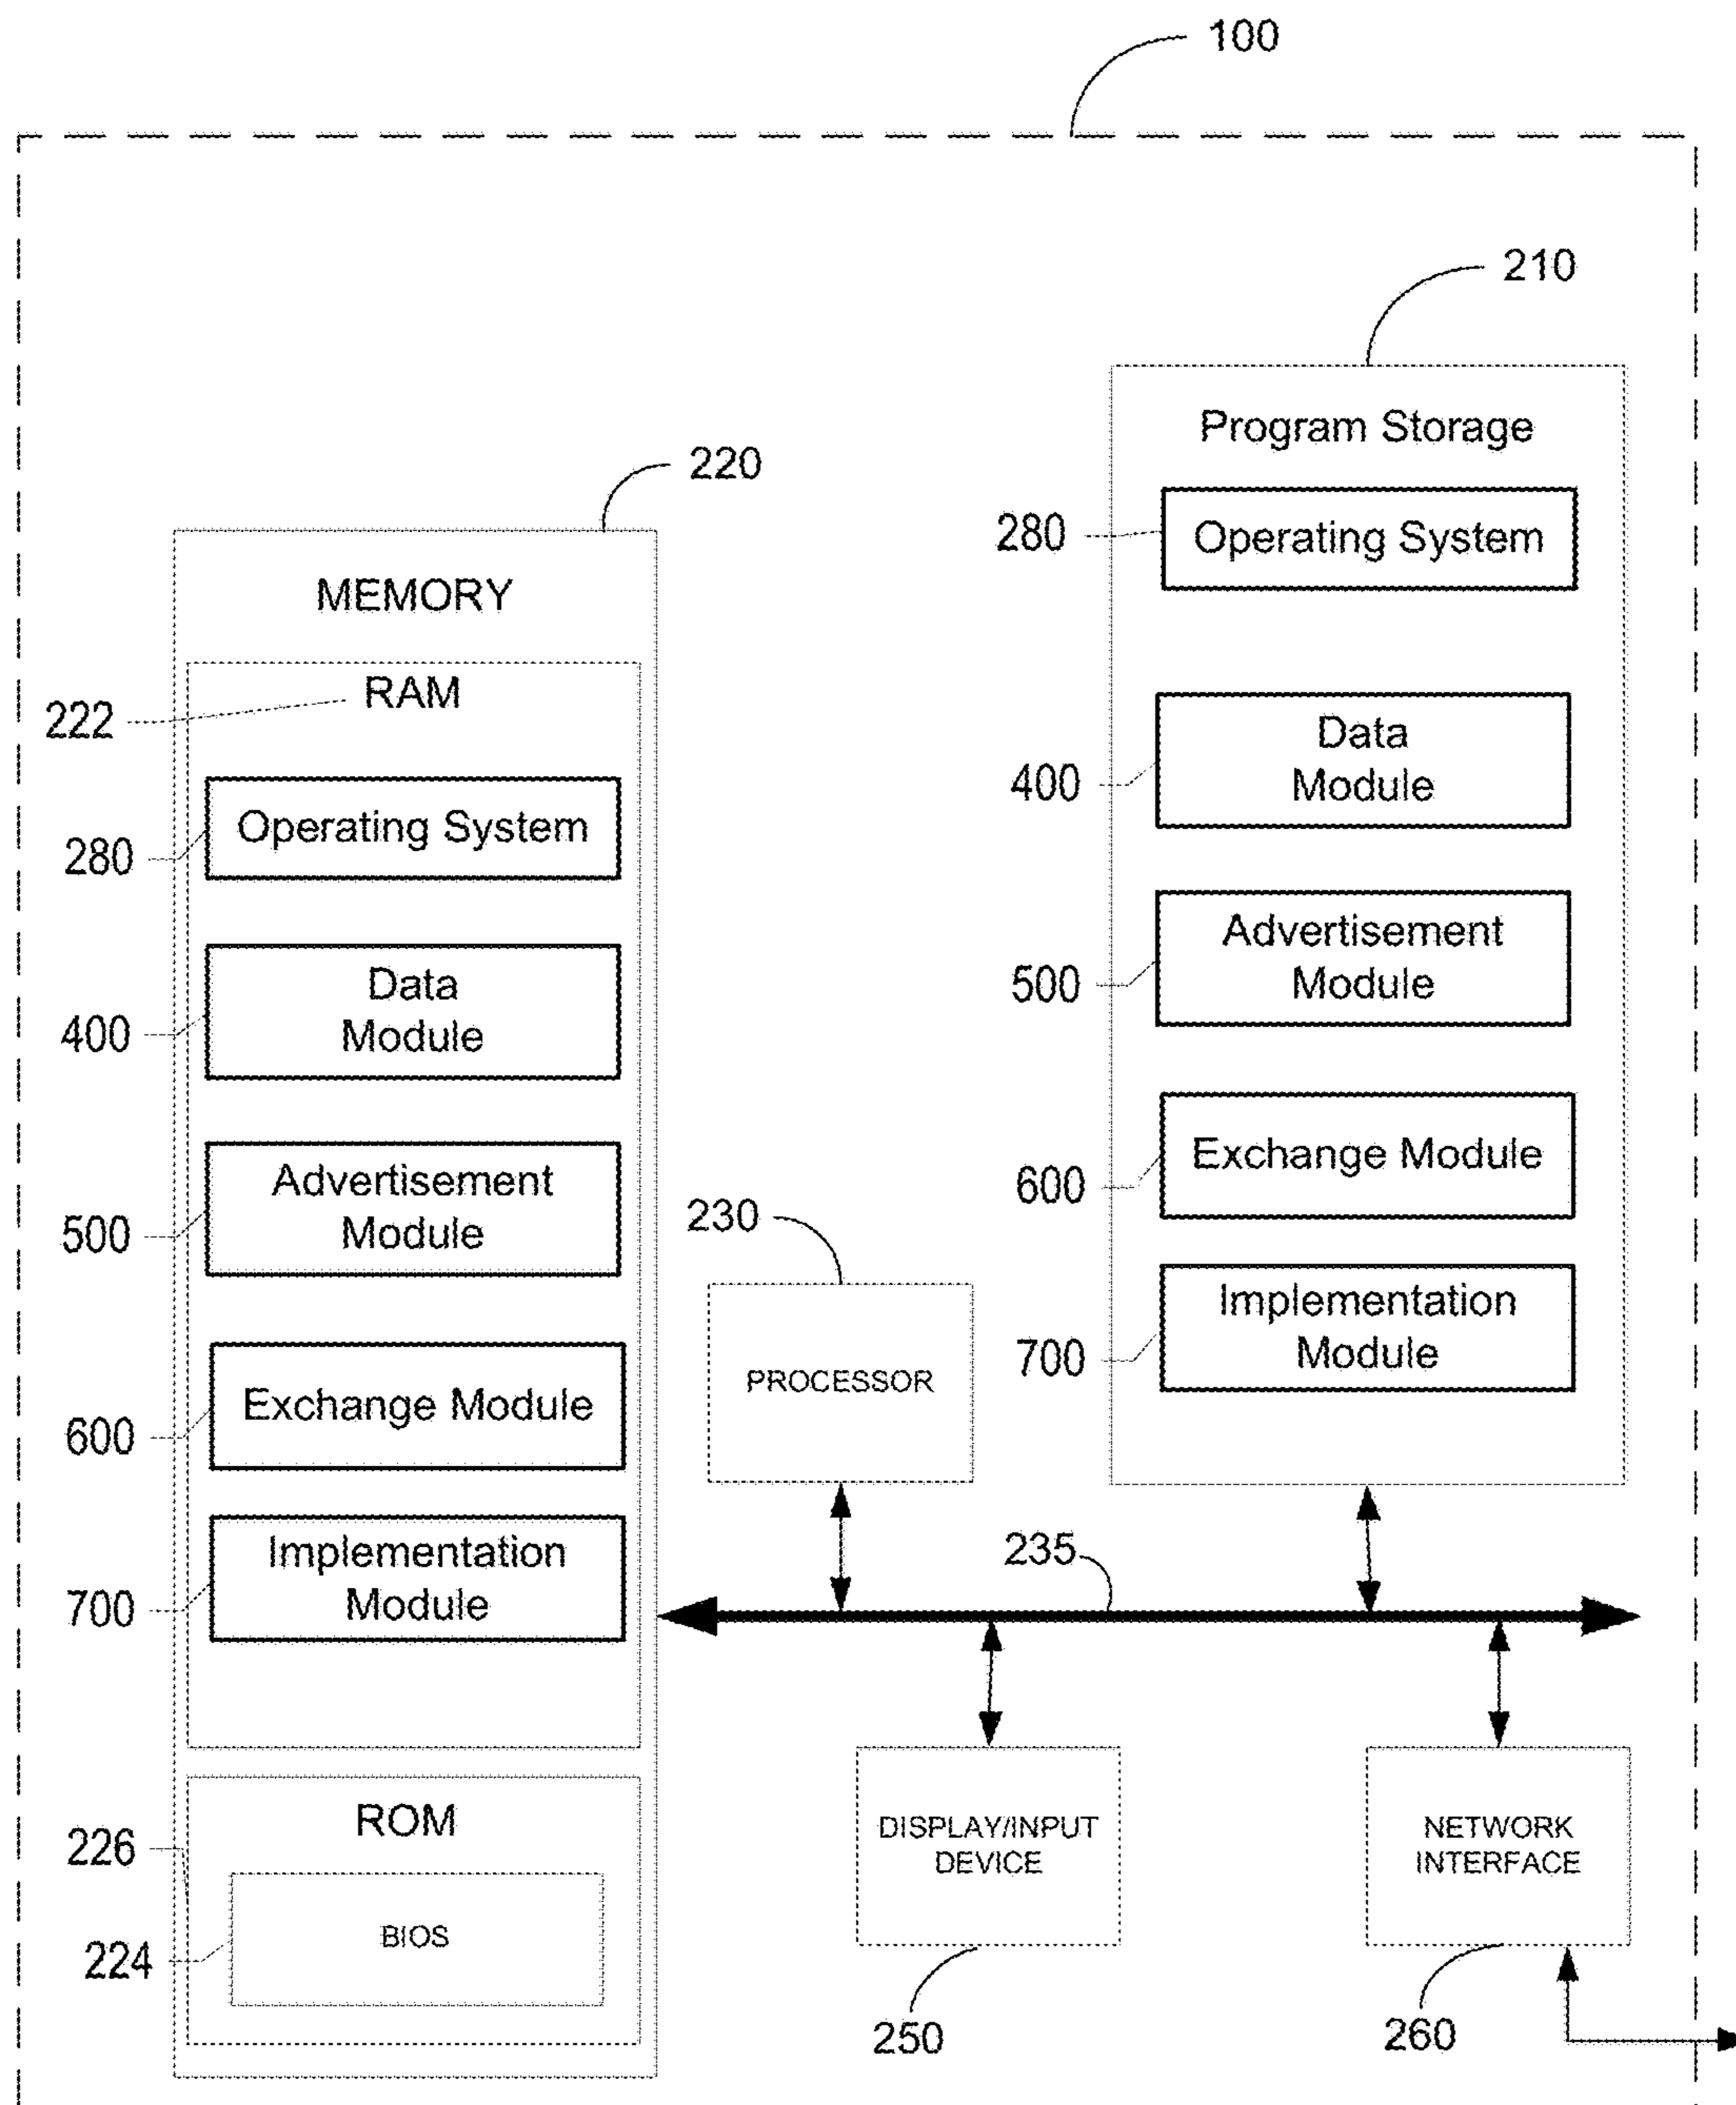 100
210
Program Storage
280
Operating System
400
Data
Module
500
Advertisement
Module
600
Exchange Module
700
Implementation
Module
220
MEMORY
222
RAM
280
Operating System
400
Data
Module
500
Advertisement
Module
600
Exchange Module
700
Implementation
Module
226
ROM
224
BIOS
230
PROCESSOR
235
DISPLAY/INPUT
DEVICE
250
NETWORK
INTERFACE
260